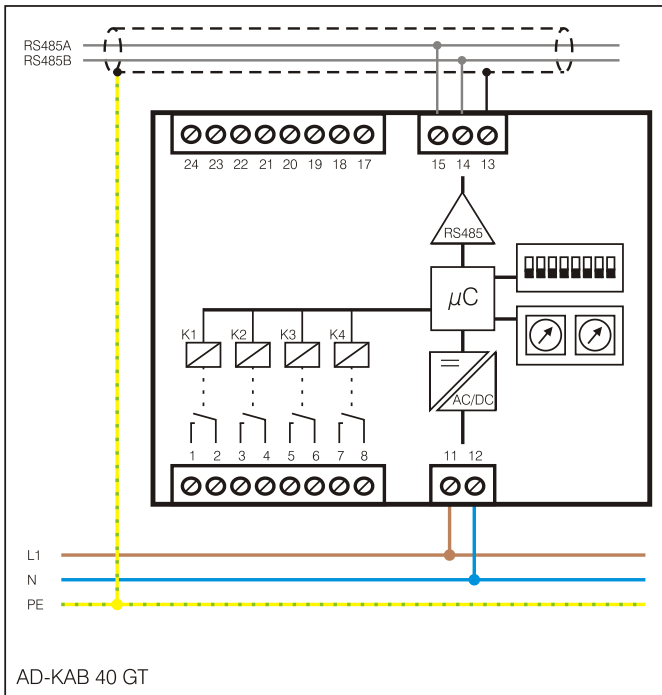 RS485A
RS485B
24 23 22 21 20 19 18 17
15 14 13
RS485
µC
K1 K2 K3 K4
AC/DC
1 2 3 4 5 6 7 8
11 12
L1
N
PE
AD-KAB 40 GT